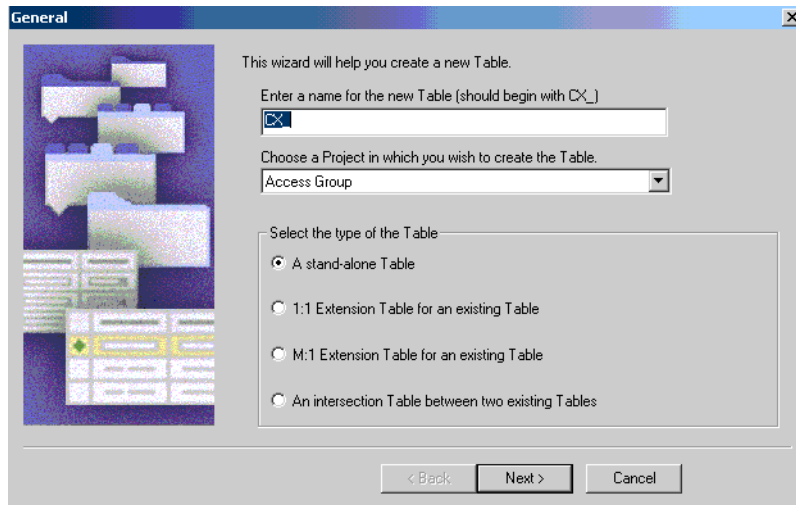 General
This wizard will help you create a new Table.
Enter a name for the new Table (should begin with CX_)
CX_
Choose a Project in which you wish to create the Table.
Access Group
Select the type of the Table
A stand-alone Table
1:1 Extension Table for an existing Table
M:1 Extension Table for an existing Table
An intersection Table between two existing Tables
< Back Next > Cancel